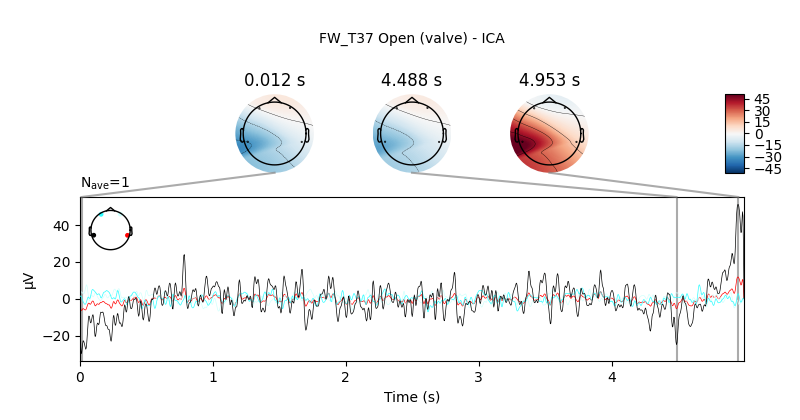 FW_T37 Open (valve) - ICA
0.012 s 4.488 s 4.953 s
45
30
15
0
−15
−30
−45
Nave=1
40
20
0
−20
µV
0 1 2 3 4
Time (s)